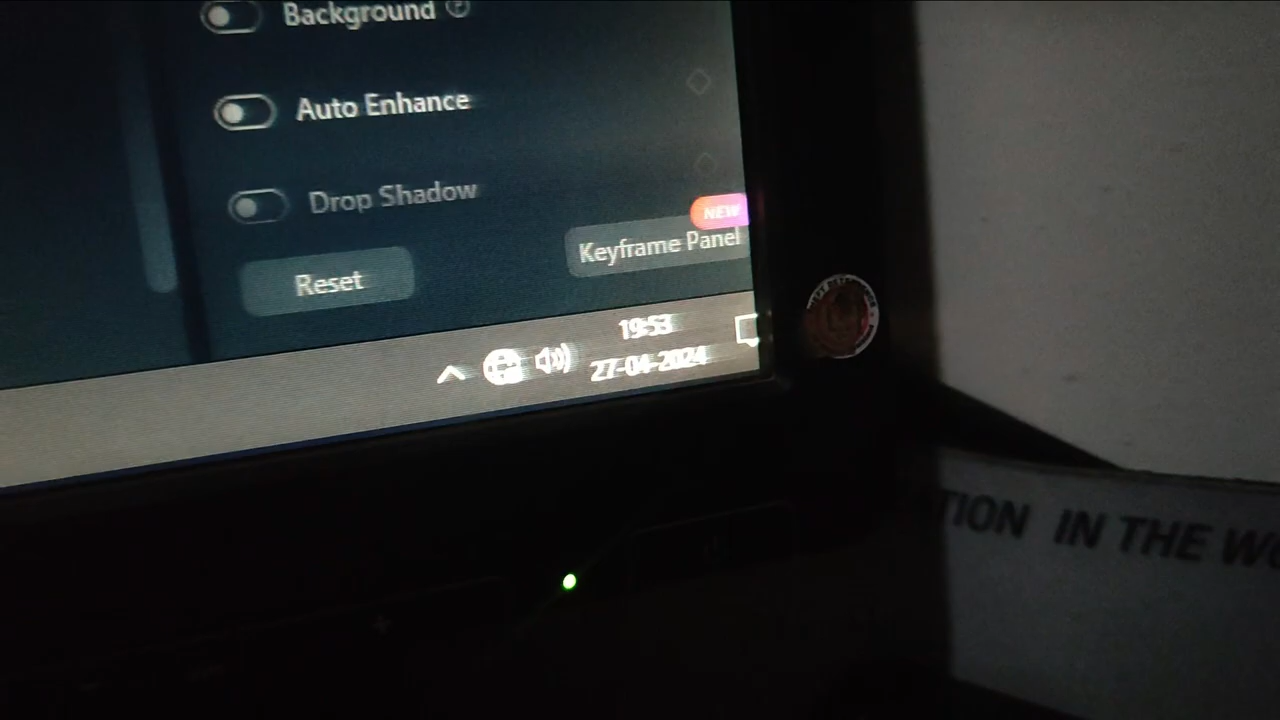 Background
Auto Enhance
Drop Shadow
NEW
Keyframe Panel
Reset
19:53
27-04-2024
TION IN THE